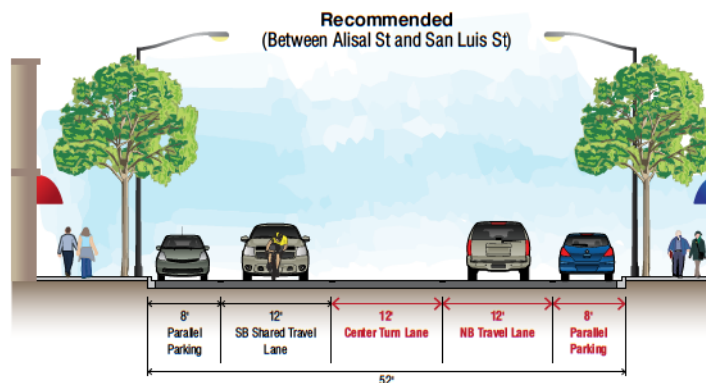 Recommended
(Between Alisal St and San Luis St)
8'
Parallel
Parking
12'
SB Shared Travel
Lane
12'
Center Turn Lane
12'
NB Travel Lane
8'
Parallel
Parking
52'